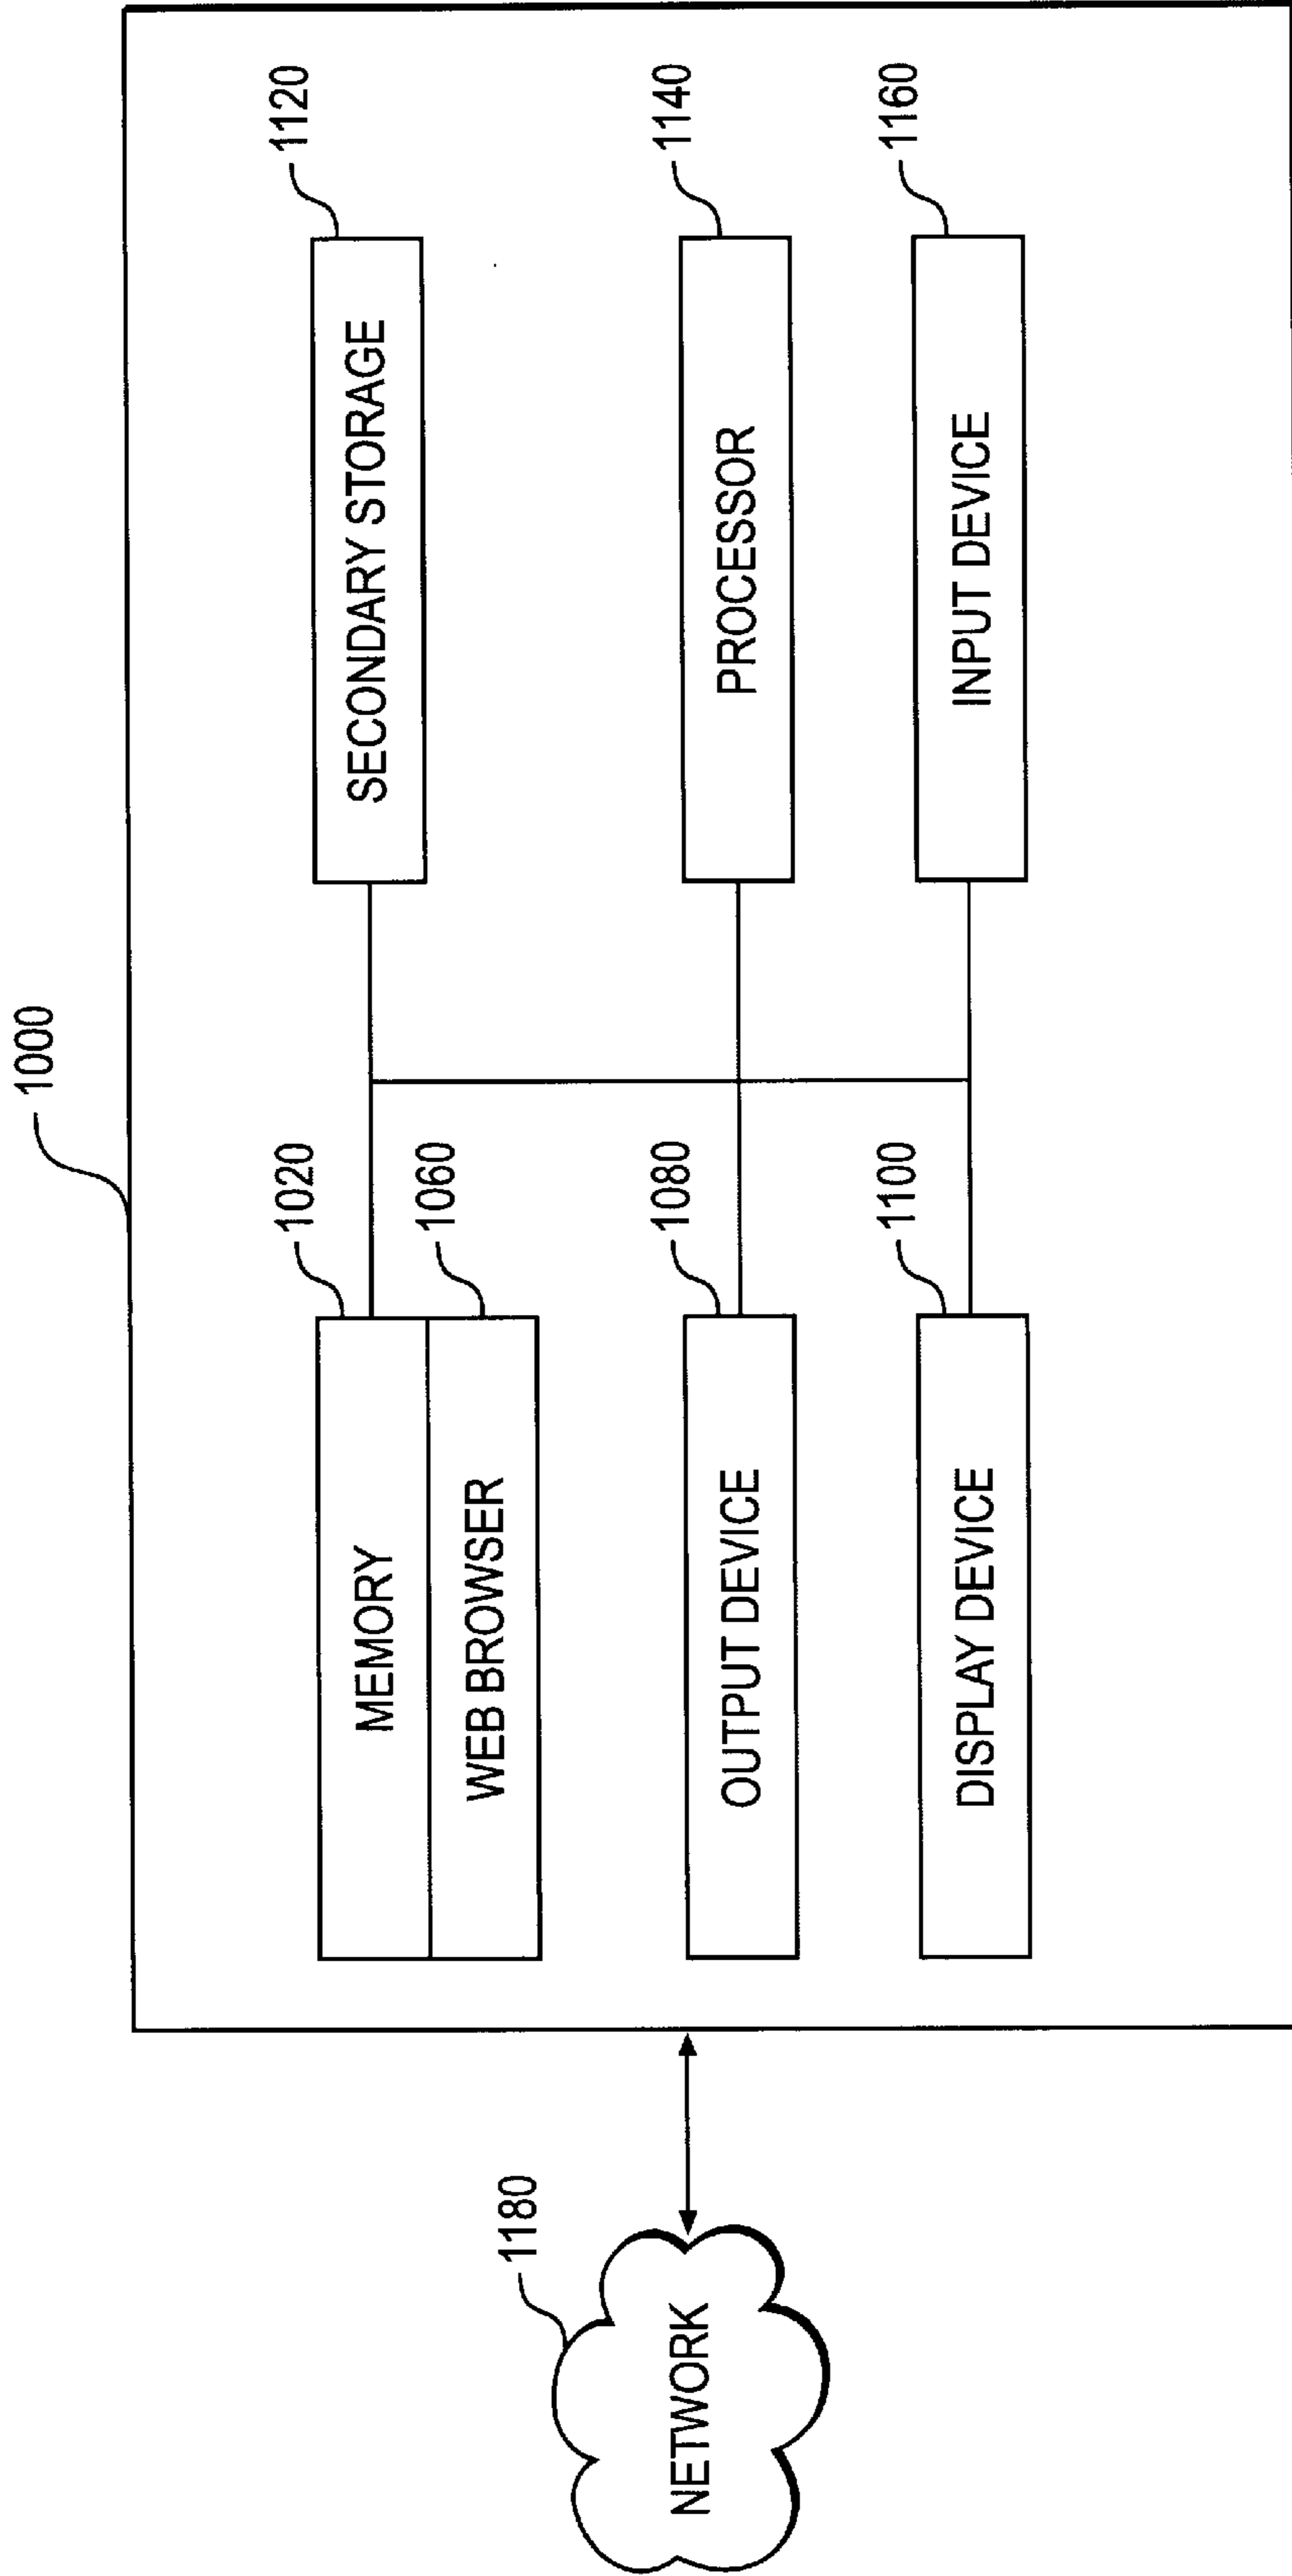 1000
1020
MEMORY
1060
WEB BROWSER
1080
OUTPUT DEVICE
1100
DISPLAY DEVICE
1120
SECONDARY STORAGE
1140
PROCESSOR
1160
INPUT DEVICE
1180
NETWORK